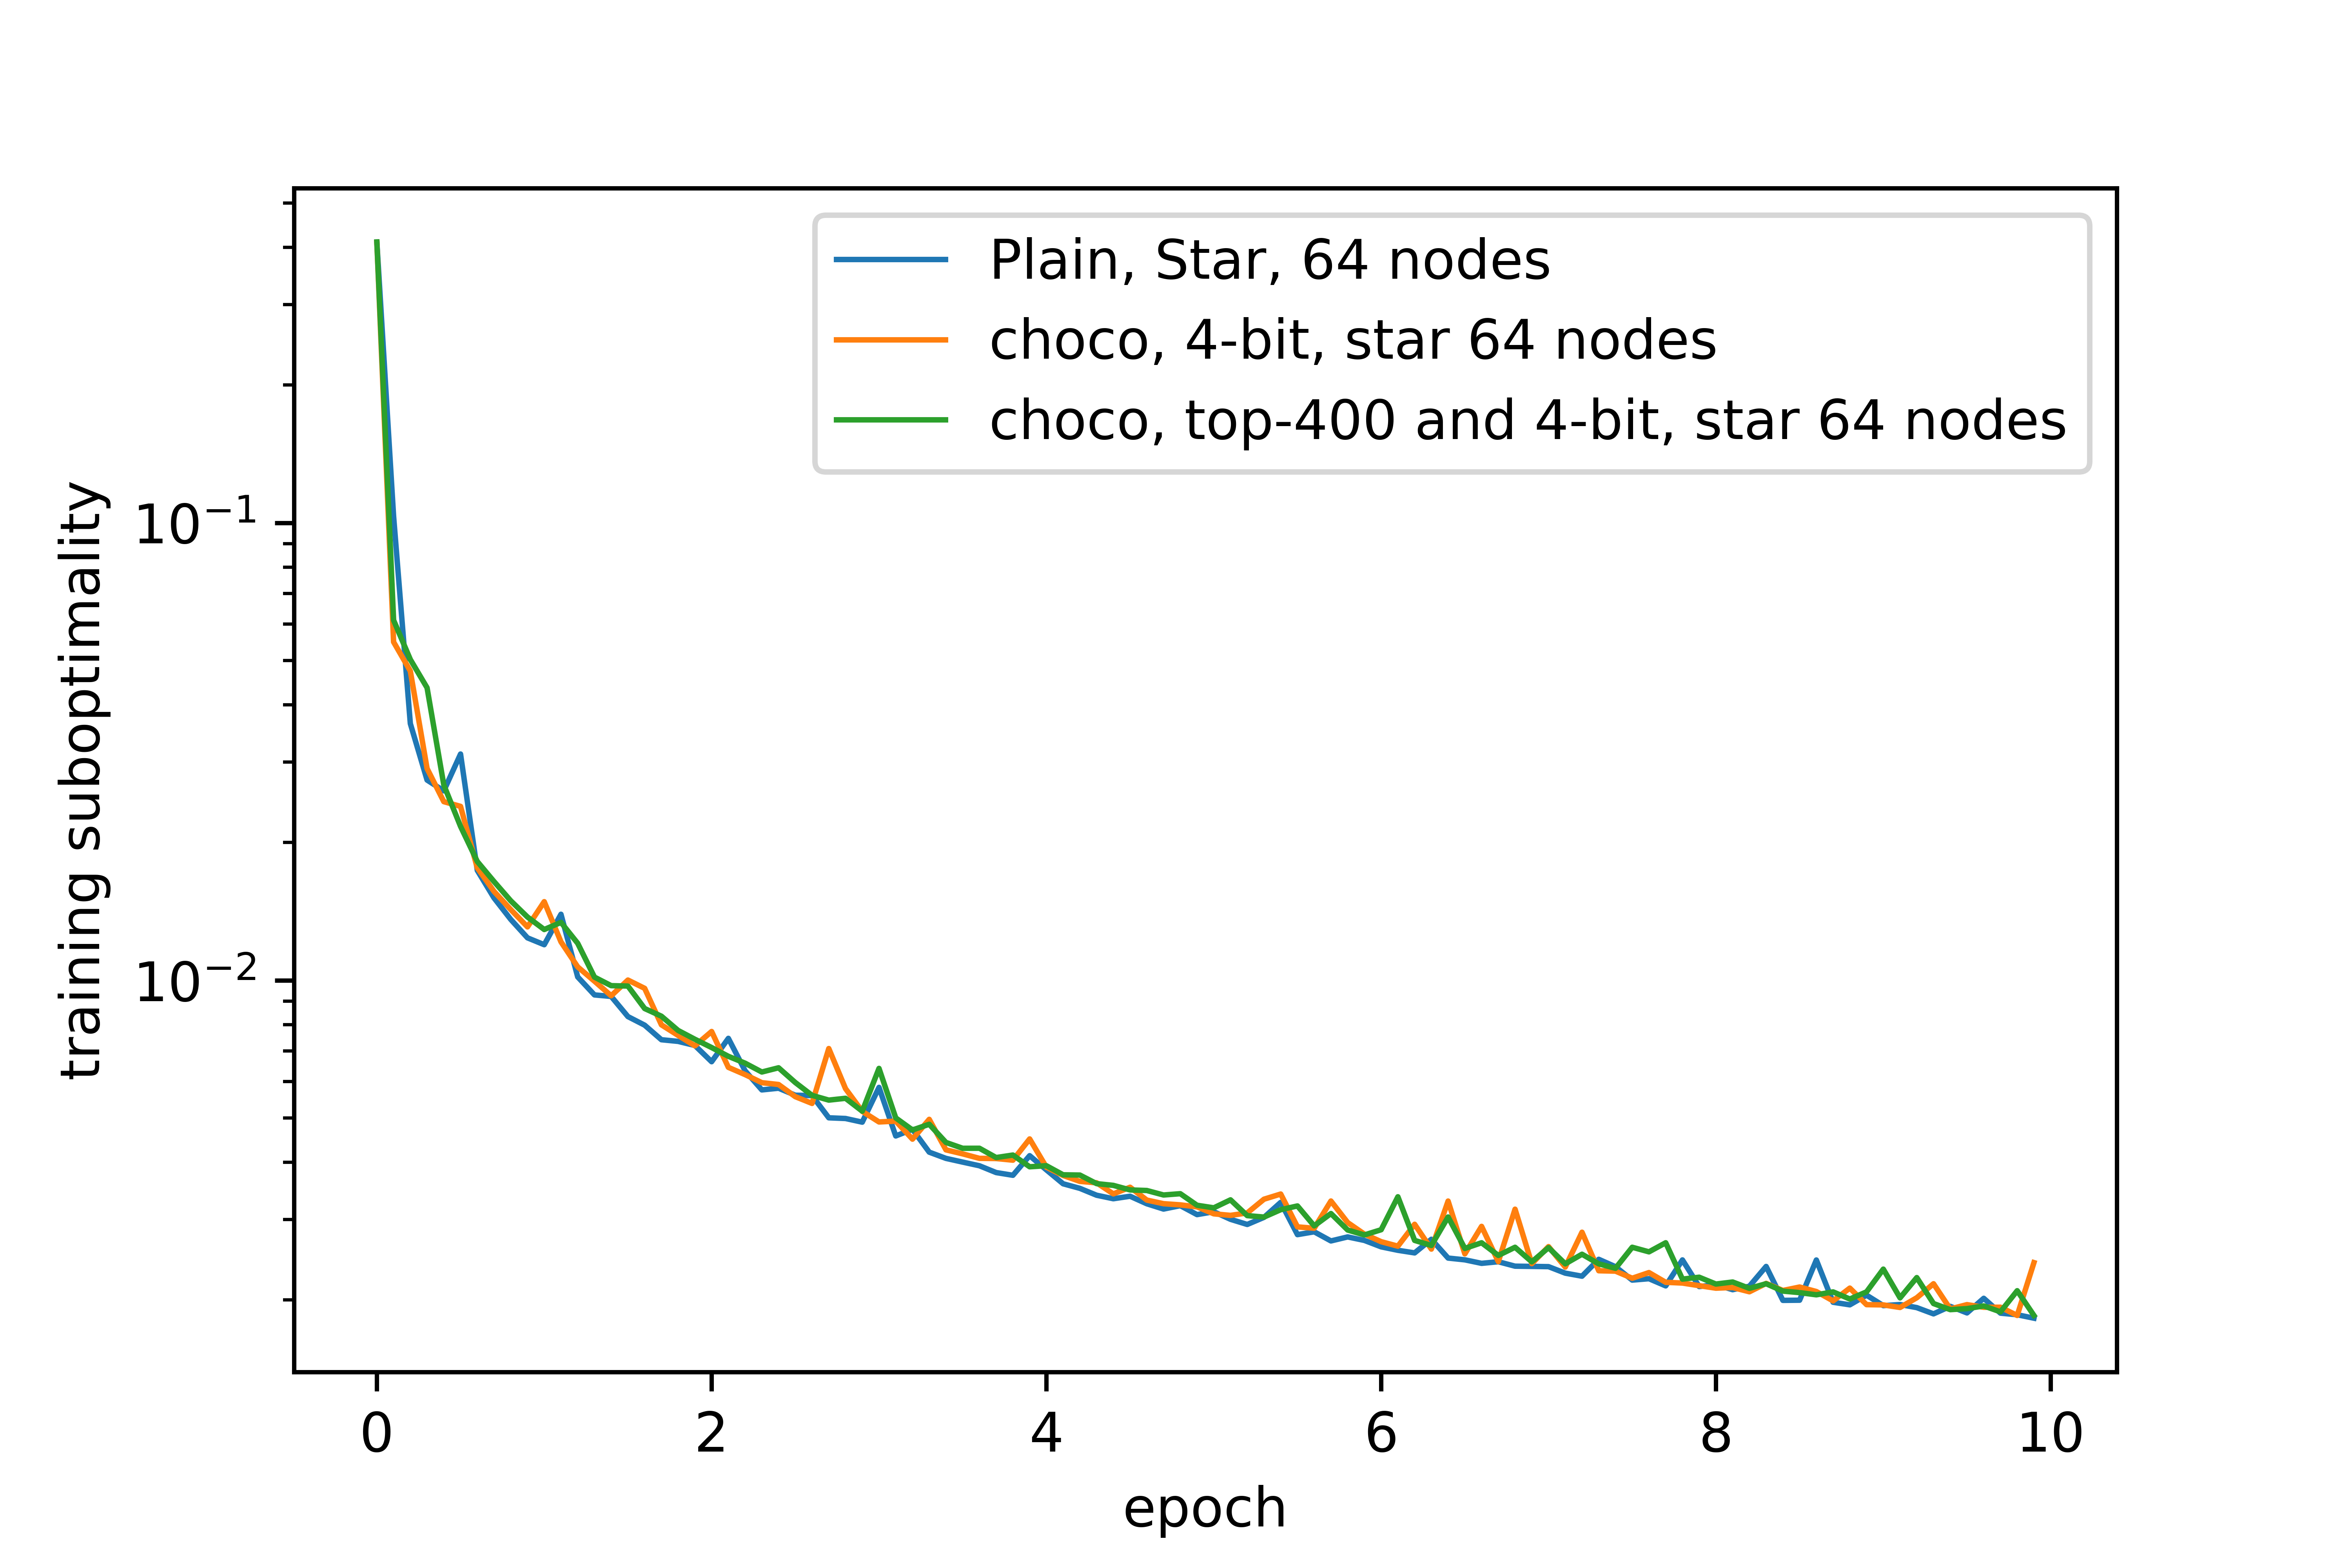 Plain, Star, 64 nodes
choco, 4-bit, star 64 nodes
choco, top-400 and 4-bit, star 64 nodes
training suboptimality
10⁻¹
10⁻²
0 2 4 6 8 10
epoch